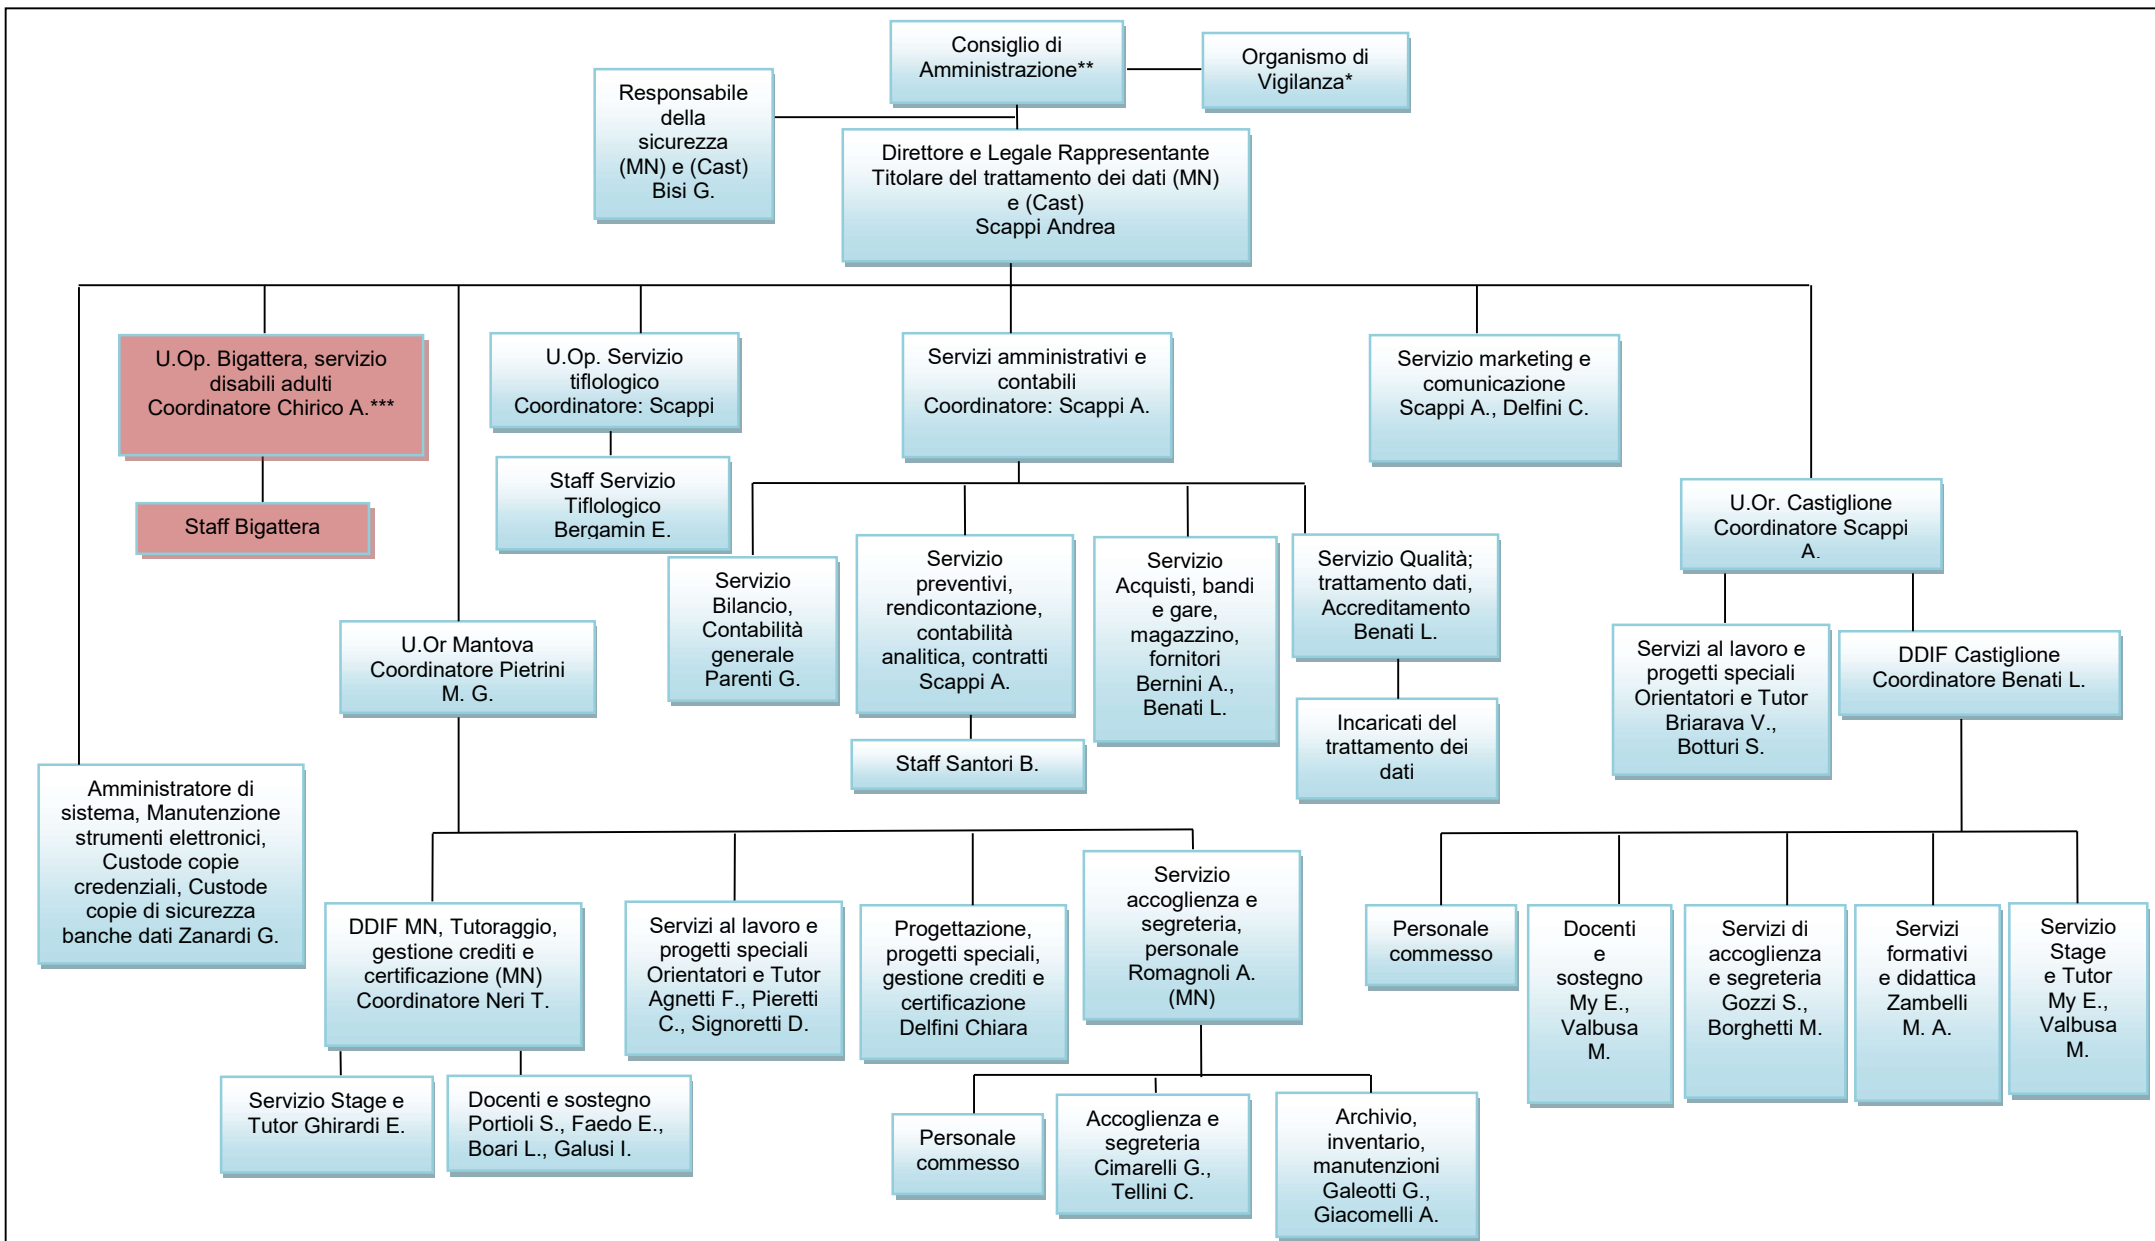 Consiglio di
Amministrazione**
Organismo di
Vigilanza*
Responsabile
della
sicurezza
(MN) e (Cast)
Bisi G.
Direttore e Legale Rappresentante
Titolare del trattamento dei dati (MN)
e (Cast)
Scappi Andrea
U.Op. Bigattera, servizio
disabili adulti
Coordinatore Chirico A.***
Staff Bigattera
U.Op. Servizio
tiflologico
Coordinatore: Scappi
Staff Servizio
Tiflologico
Bergamin E.
Servizi amministrativi e
contabili
Coordinatore: Scappi A.
Servizio marketing e
comunicazione
Scappi A., Delfini C.
U.Or. Castiglione
Coordinatore Scappi
A.
Servizio
Bilancio,
Contabilità
generale
Parenti G.
Servizio
preventivi,
rendicontazione,
contabilità
analitica, contratti
Scappi A.
Staff Santori B.
Servizio
Acquisti, bandi
e gare,
magazzino,
fornitori
Bernini A.,
Benati L.
Servizio Qualità;
trattamento dati,
Accreditamento
Benati L.
Incaricati del
trattamento dei
dati
U.Or Mantova
Coordinatore Pietrini
M. G.
Servizi al lavoro e
progetti speciali
Orientatori e Tutor
Briarava V.,
Botturi S.
DDIF Castiglione
Coordinatore Benati L.
Amministratore di
sistema, Manutenzione
strumenti elettronici,
Custode copie
credenziali, Custode
copie di sicurezza
banche dati Zanardi G.
DDIF MN, Tutoraggio,
gestione crediti e
certificazione (MN)
Coordinatore Neri T.
Servizi al lavoro e
progetti speciali
Orientatori e Tutor
Agnetti F., Pieretti
C., Signoretti D.
Progettazione,
progetti speciali,
gestione crediti e
certificazione
Delfini Chiara
Servizio
accoglienza e
segreteria,
personale
Romagnoli A.
(MN)
Personale
commesso
Docenti
e
sostegno
My E.,
Valbusa
M.
Servizi di
accoglienza
e segreteria
Gozzi S.,
Borghetti M.
Servizi
formativi
e didattica
Zambelli
M. A.
Servizio
Stage
e Tutor
My E.,
Valbusa
M.
Servizio Stage e
Tutor Ghirardi E.
Docenti e sostegno
Portioli S., Faedo E.,
Boari L., Galusi I.
Personale
commesso
Accoglienza e
segreteria
Cimarelli G.,
Tellini C.
Archivio,
inventario,
manutenzioni
Galeotti G.,
Giacomelli A.